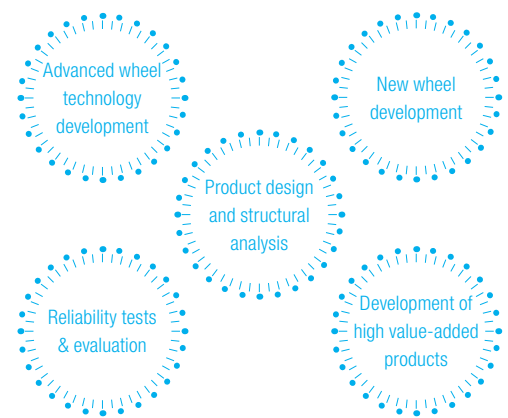 Advanced wheel
technology
development
New wheel
development
Product design
and structural
analysis
Reliability tests
& evaluation
Development of
high value-added
products